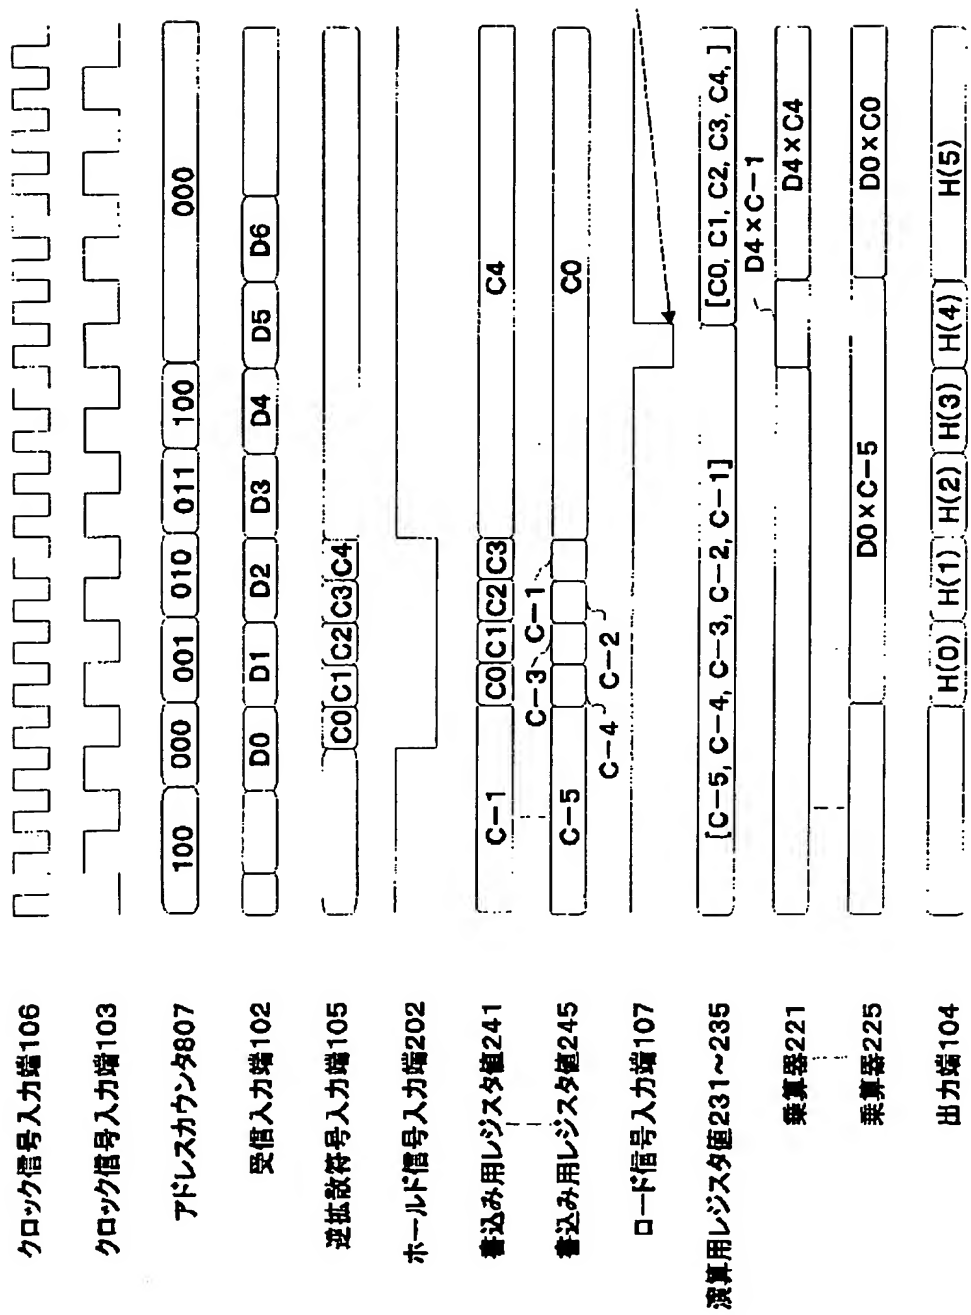 クロック信号入力端106
クロック信号入力端103
アドレスカウンタ807
100 000 001 010 011 100 000
受信入力端102
D0 D1 D2 D3 D4 D5 D6
逆拡散符号入力端105
C0 C1 C2 C3 C4
ホールド信号入力端202
書込み用レジスタ値241
C−1 C0 C1 C2 C3 C4
C−3 C−1
書込み用レジスタ値245
C−5 C0
C−4 C−2
ロード信号入力端107
演算用レジスタ値231~235
[C−5, C−4, C−3, C−2, C−1] [C0, C1, C2, C3, C4, ]
D4×C−1
乗算器221
D4×C4
乗算器225
D0×C−5 D0×C0
出力端104
H(0) H(1) H(2) H(3) H(4) H(5)